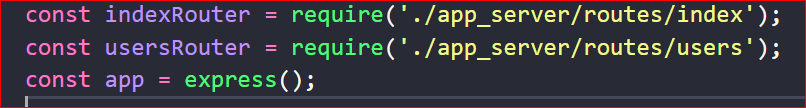 const indexRouter = require('./app_server/routes/index');
const usersRouter = require('./app_server/routes/users');
const app = express();